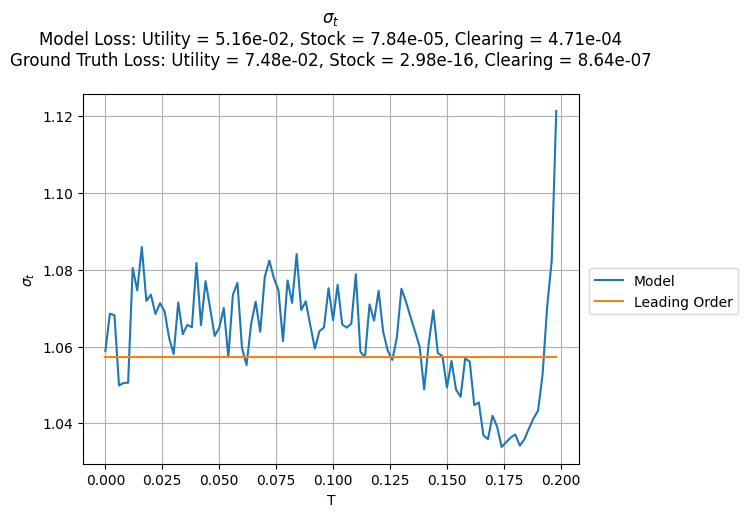 σt
Model Loss: Utility = 5.16e-02, Stock = 7.84e-05, Clearing = 4.71e-04
Ground Truth Loss: Utility = 7.48e-02, Stock = 2.98e-16, Clearing = 8.64e-07
1.12
1.10
1.08
1.06
1.04
σt
0.000 0.025 0.050 0.075 0.100 0.125 0.150 0.175 0.200
T
Model
Leading Order